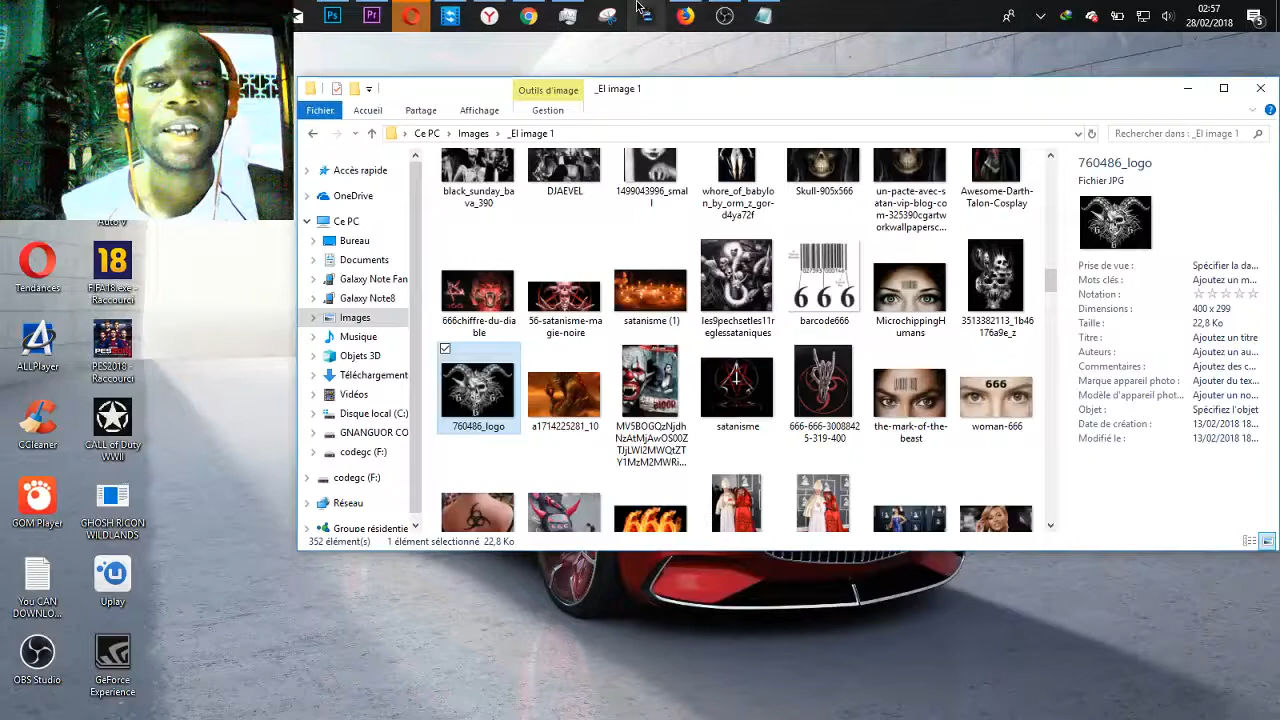 02:57
28/02/2018
Outils d'image
_El image 1
Fichier
Accueil
Partage
Affichage
Gestion
Ce PC
Images
_El image 1
Rechercher dans : _El image 1
Accès rapide
OneDrive
Ce PC
Bureau
Documents
Galaxy Note Fan
Galaxy Note8
Images
Musique
Objets 3D
Téléchargement
Vidéos
Disque local (C:)
GNANGUOR CO
codegc (F:)
codegc (F:)
Réseau
Groupe résidentie
black_sunday_ba
va_390
DJAEVEL
1499043996_smal
l
whore_of_babylo
n_by_orm_z_gor-
d4ya72f
Skull-905x566
un-pacte-avec-s
atan-vip-blog-co
m-325390cgartw
orkwallpapersc...
Awesome-Darth-
Talon-Cosplay
666chiffre-du-dia
ble
56-satanisme-ma
gie-noire
satanisme (1)
les9pechsetles11r
eglessataniques
666
barcode666
MicrochippingH
umans
3513382113_1b46
176a9e_z
760486_logo
a1714225281_10
MV5BOGQzNjdh
NzAtMjAwOS00Z
TJjLWI2MWQtZT
Y1MzM2MWRi...
satanisme
666-666-3008842
5-319-400
the-mark-of-the-
beast
666
woman-666
352 élément(s)
1 élément sélectionné 22,8 Ko
760486_logo
Fichier JPG
Prise de vue :
Spécifier la da...
Mots clés :
Ajoutez un m...
Notation :
Dimensions :
400 x 299
Taille :
22,8 Ko
Titre :
Ajoutez un titre
Auteurs :
Ajoutez un au...
Commentaires :
Ajoutez des c...
Marque appareil photo :
Ajouter du tex...
Modèle d'appareil phot...
Ajouter un no...
Objet :
Spécifiez l'objet
Date de création :
13/02/2018 18...
Modifié le :
13/02/2018 18...
Auto V
Tendances
18
FIFA18.exe -
Raccourci
ALLPlayer
PES2018 -
Raccourci
CCleaner
CALL of DUTY
WWII
GOM Player
GHOSH RICON
WILDLANDS
You CAN
DOWNLO...
Uplay
OBS Studio
GeForce
Experience